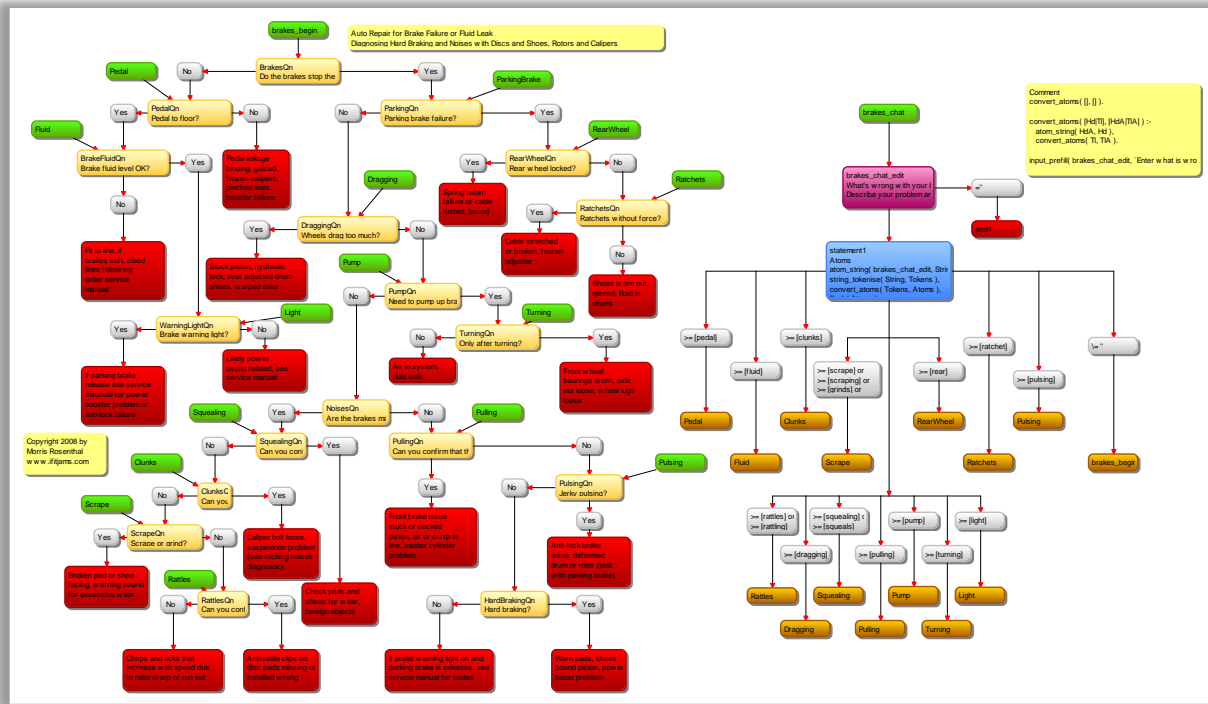 brakes_begin
Auto Repair for Brake Failure or Fluid Leak
Diagnosing Hard Braking and Noises with Discs and Shoes, Rotors and Calipers
BrakesQn
Do the brakes stop the
No
Yes
Pedal
PedalQn
Pedal to floor?
Yes
No
Fluid
BrakeFluidQn
Brake fluid level OK?
Yes
No
Pedal linkage
binding, galzed,
frozen calipers,
pinched lines,
booster failure
Fit to line, if
brakes soft, bleed
lines following
order service
manual
ParkingBrake
ParkingQn
Parking brake failure?
No
Yes
RearWheel
RearWheelQn
Rear wheel locked?
Yes
No
Spring return
failure or cable
rusted, bound
Ratchets
RatchetsQn
Ratchets without force?
Yes
No
Cable stretched
or broken, frozen
adjuster
Shoes worn out,
glazed, fluid in
drums
Dragging
DraggingQn
Wheels drag too much?
Yes
No
Stuck piston, hydraulic
lock, over adjusted drum
shoes, warped rotor
Pump
PumpQn
Need to pump up bra
No
Yes
Turning
TurningQn
Only after turning?
No
Yes
Air in system,
fluid leak
Front wheel
bearings worn, axle
nut loose, wheel lugs
loose
Light
WarningLightQn
Brake warning light?
Yes
No
If parking brake
release see service
manual for power
booster problem or
anti-lock failure
Likely power
assist related, see
service manual
NoisesQn
Are the brakes ma
Yes
No
Squealing
SquealingQn
Can you conf
No
Yes
Copyright 2008 by
Morris Rosenthal
www.ifitjams.com
Clunks
ClunksQ
Can you
No
Yes
Caliper bolt loose,
suspension problem
(see clicking noises
diagnostic)
Check pads and
shoes for wear,
foreign objects
Scrape
ScrapeQn
Scrape or grind?
Yes
No
Broken pad or shoe
facing, warning sound
for excessive wear
Rattles
RattlesQn
Can you conf
No
Yes
Chirps and ticks that
increase with speed due
to rotor warp or run out
Anti-rattle clips on
disc pads missing or
installed wrong
Pulling
PullingQn
Can you confirm that th
Yes
No
Front brake issue
stuck or cocked
piston, air or crimp in
line, master cylinder
problem
Pulsing
PulsingQn
Jerky pulsing?
No
Yes
Anti-lock brake
issue, deformed
drum or rotor (test
with parking brake)
HardBrakingQn
Hard braking?
No
Yes
If brake warning light on and
parking brake is releases, see
service manual for codes
Worn pads, shoes
bound piston, power
boost problem
Comment
convert_atoms( [], [] ).
convert_atoms( [Hd|Tl], [HdA|TlA] ) :-
atom_string( HdA, Hd ),
convert_atoms( Tl, TlA ).
input_prefill( brakes_chat_edit, `Enter what is wro
brakes_chat
brakes_chat_edit
What's wrong with your b
Describe your problem an
=''
end1
statement1
Atoms
atom_string( brakes_chat_edit, Strin
string_tokenise( String, Tokens ),
convert_atoms( Tokens, Atoms ),
>= [pedal]
>= [fluid]
>= [clunks]
>= [scrape] or
>= [scraping] or
>= [grinds] or
>= [rear]
>= [ratchet]
>= [pulsing]
\= ''
Pedal
Fluid
Clunks
Scrape
RearWheel
Ratchets
Pulsing
brakes_begin
>= [rattles] or
>= [rattling]
>= [dragging]
>= [squealing] o
>= [squeals]
>= [pulling]
>= [pump]
>= [turning]
>= [light]
Rattles
Dragging
Squealing
Pulling
Pump
Turning
Light